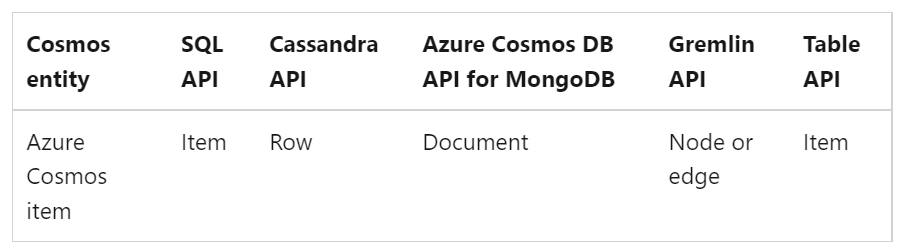 Cosmos entity | SQL API | Cassandra API | Azure Cosmos DB API for MongoDB | Gremlin API | Table API
Azure Cosmos item | Item | Row | Document | Node or edge | Item